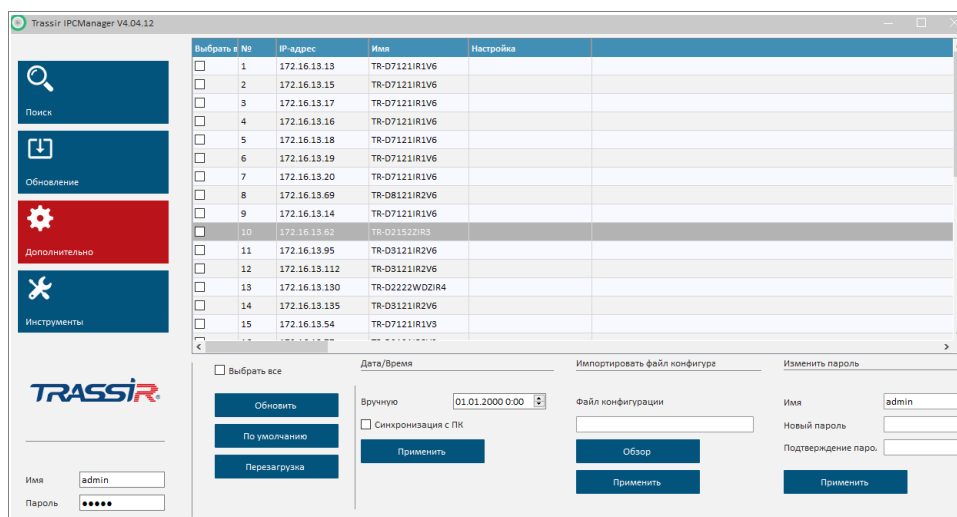 Trassir IPCManager V4.04.12
Выбрать в № IP-адрес Имя Настройка
1 172.16.13.13 TR-D7121IR1V6
2 172.16.13.15 TR-D7121IR1V6
3 172.16.13.17 TR-D7121IR1V6
4 172.16.13.16 TR-D7121IR1V6
5 172.16.13.18 TR-D7121IR1V6
6 172.16.13.19 TR-D7121IR1V6
7 172.16.13.20 TR-D7121IR1V6
8 172.16.13.69 TR-D8121IR2V6
9 172.16.13.14 TR-D7121IR1V6
10 172.16.13.62 TR-D2152ZIR3
11 172.16.13.95 TR-D3121IR2V6
12 172.16.13.112 TR-D3121IR2V6
13 172.16.13.130 TR-D2222WDZIR4
14 172.16.13.135 TR-D3121IR2V6
15 172.16.13.54 TR-D7121IR1V3
Поиск
Обновление
Дополнительно
Инструменты
TRASSIR
Имя admin
Пароль •••••
Выбрать все
Обновить
По умолчанию
Перезагрузка
Дата/Время
Вручную 01.01.2000 0:00
Синхронизация с ПК
Применить
Импортировать файл конфигура
Файл конфигурации
Обзор
Применить
Изменить пароль
Имя admin
Новый пароль
Подтверждение паро.
Применить